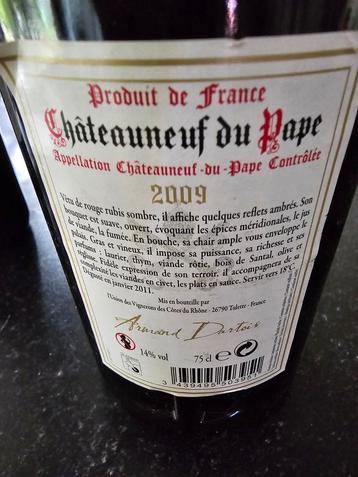 Produit de France
Châteauneuf du Pape
Appellation Châteauneuf-du-Pape Contrôlée
2009
Vêtu de rouge rubis sombre, il affiche quelques reflets ambrés. Son
bouquet est suave, ouvert, évoquant les épices méridionales, le jus
de viande, la fumée. En bouche, sa chair ample vous enveloppe le
palais. Gras et vineux, il impose sa puissance, sa richesse et ses
parfums : laurier, thym, viande rôtie, bois de Santal, olive et
réglisse. Fidèle expression de son terroir, il accompagnera de sa
complexité les viandes en civet, les plats en sauce. Servir vers 18°C.
Dégusté en janvier 2011.
Mis en bouteille par
l'Union des Vignerons des Côtes du Rhône - 26790 Tulette - France
Armand Dartois
14% vol
75 cl e
3 439495 503951